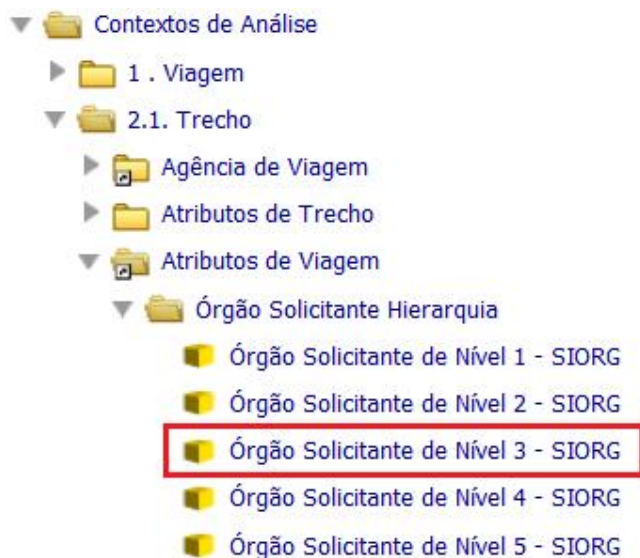 Contextos de Análise
1 . Viagem
2.1. Trecho
Agência de Viagem
Atributos de Trecho
Atributos de Viagem
Órgão Solicitante Hierarquia
Órgão Solicitante de Nível 1 - SIORG
Órgão Solicitante de Nível 2 - SIORG
Órgão Solicitante de Nível 3 - SIORG
Órgão Solicitante de Nível 4 - SIORG
Órgão Solicitante de Nível 5 - SIORG